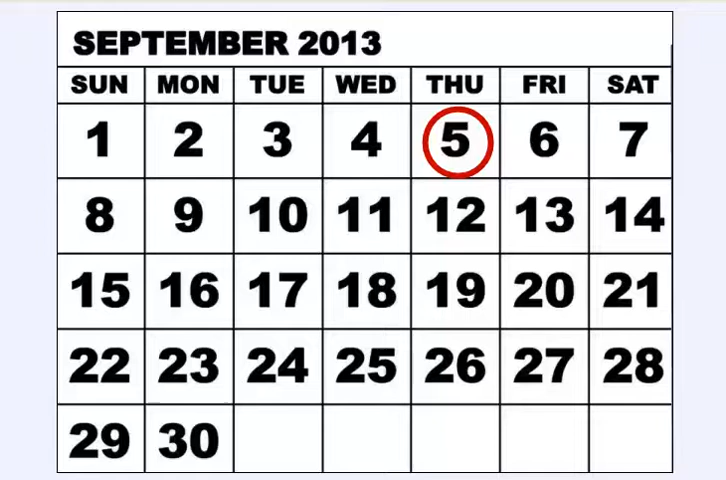 SEPTEMBER 2013
SUN MON TUE WED THU FRI SAT
1 2 3 4 5 6 7
8 9 10 11 12 13 14
15 16 17 18 19 20 21
22 23 24 25 26 27 28
29 30